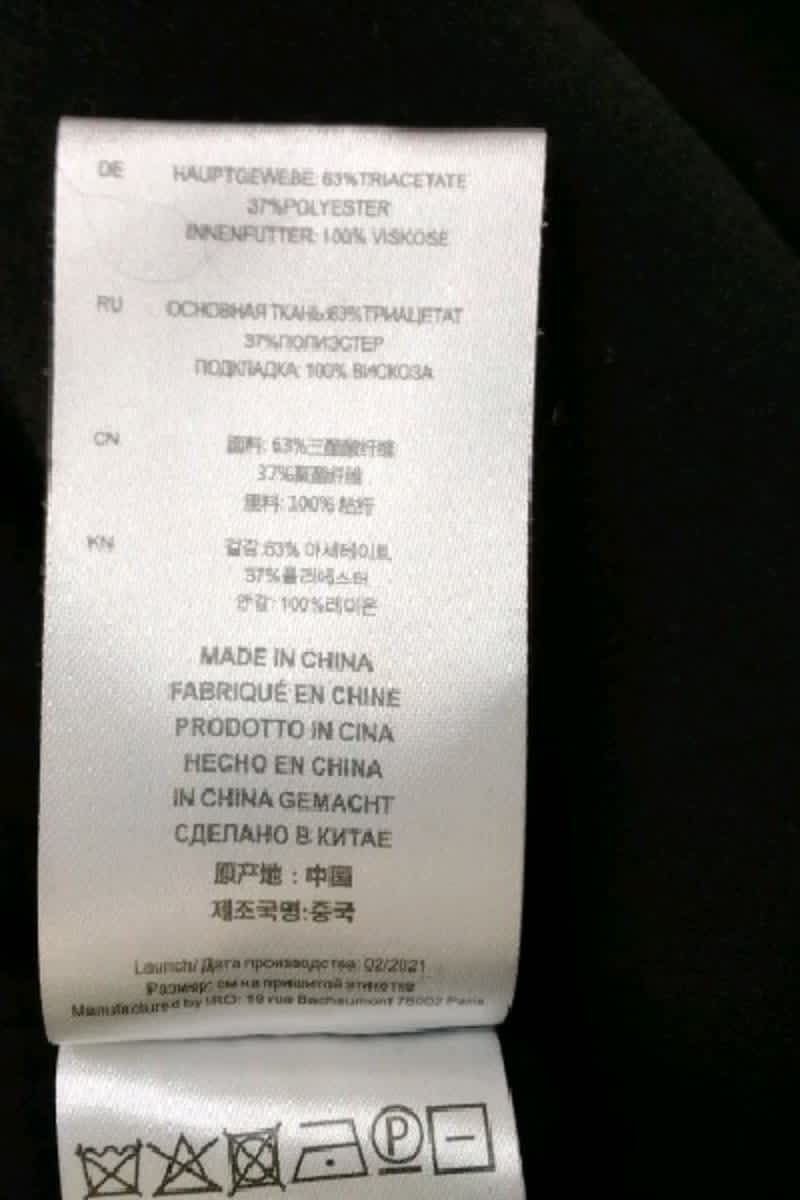 DE
HAUPTGEWEBE: 63%TRIACETATE
37%POLYESTER
INNENFUTTER: 100% VISKOSE
RU
ОСНОВНАЯ ТКАНЬ:63%ТРИАЦЕТАТ
37%ПОЛИЭСТЕР
ПОДКЛАДКА: 100% ВИСКОЗА
CN
面料: 63%三醋酸纤维
37%聚酯纤维
里料: 100% 粘纤
KN
겉감:63% 아세테이트
37%폴리에스터
안감: 100%레이온
MADE IN CHINA
FABRIQUÉ EN CHINE
PRODOTTO IN CINA
HECHO EN CHINA
IN CHINA GEMACHT
СДЕЛАНО В КИТАЕ
原产地：中国
제조국명:중국
Launch/ Дата производства: 02/2021
Размер: см на пришитой этикетке
Manufactured by IRO: 19 rue Bachaumont 75002 Paris
P